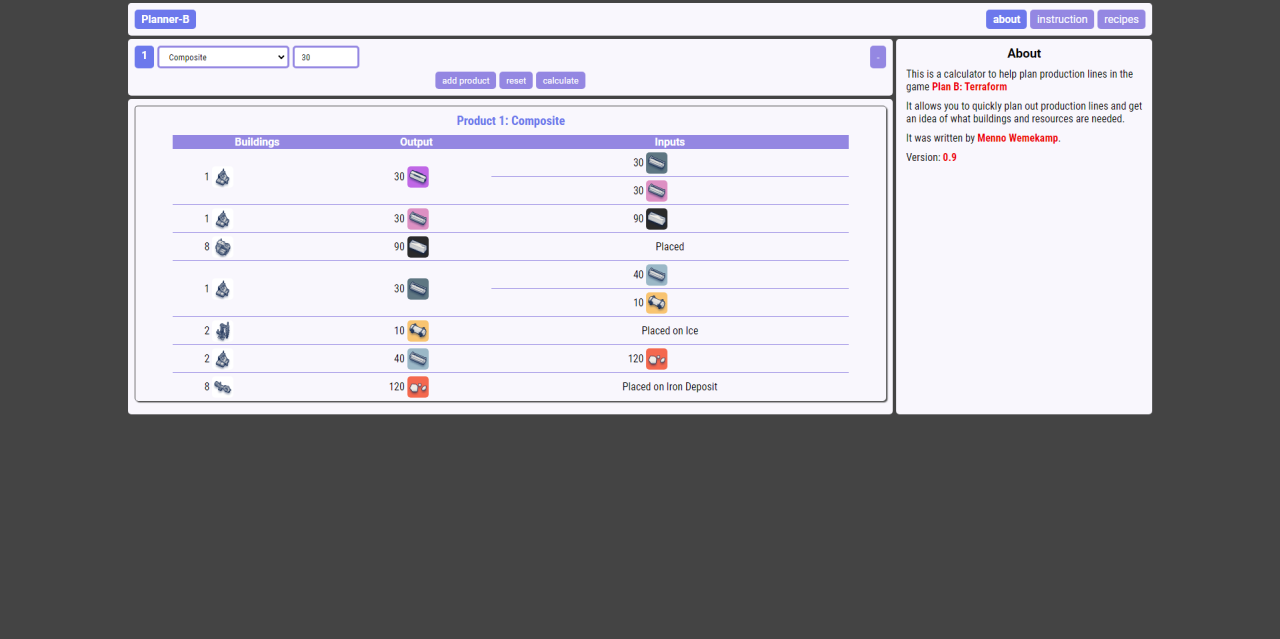 Planner-B
about
instruction
recipes
1
Composite
30
-
add product
reset
calculate
Product 1: Composite
Buildings
Output
Inputs
1
30
30
30
1
30
90
8
90
Placed
1
30
40
10
2
10
Placed on Ice
2
40
120
8
120
Placed on Iron Deposit
About
This is a calculator to help plan production lines in the
game Plan B: Terraform
It allows you to quickly plan out production lines and get
an idea of what buildings and resources are needed.
It was written by Menno Wemekamp.
Version: 0.9